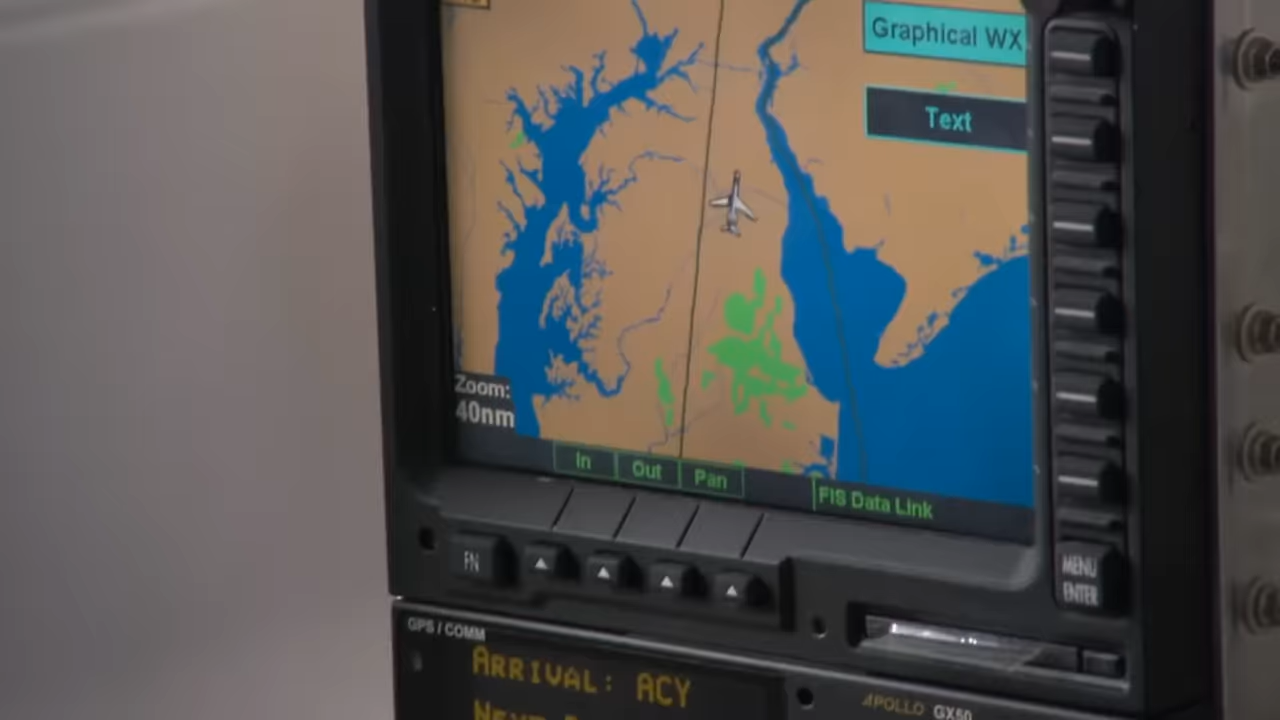 Graphical WX
Text
Zoom:
40nm
In Out Pan
FIS Data Link
FN
MENU
ENTER
GPS / COMM
ARRIVAL: ACY
APOLLO GX50